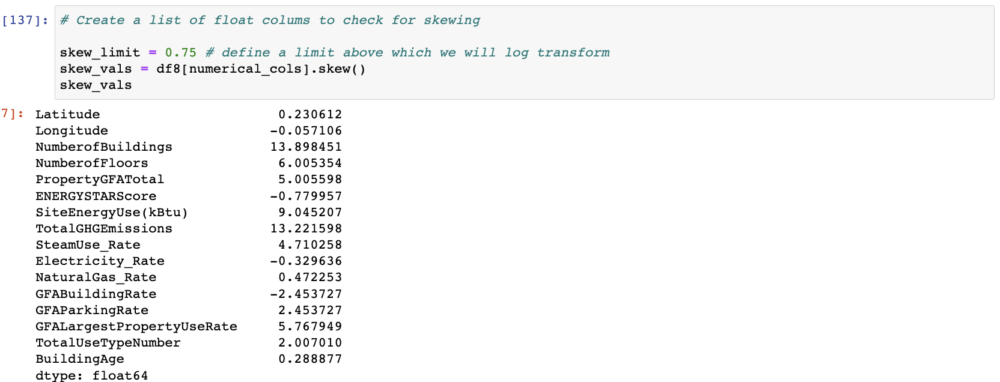 [137]: # Create a list of float colums to check for skewing
skew_limit = 0.75 # define a limit above which we will log transform
skew_vals = df8[numerical_cols].skew()
skew_vals
7]: Latitude 0.230612
Longitude -0.057106
NumberofBuildings 13.898451
NumberofFloors 6.005354
PropertyGFATotal 5.005598
ENERGYSTARScore -0.779957
SiteEnergyUse(kBtu) 9.045207
TotalGHGEmissions 13.221598
SteamUse_Rate 4.710258
Electricity_Rate -0.329636
NaturalGas_Rate 0.472253
GFABuildingRate -2.453727
GFAParkingRate 2.453727
GFALargestPropertyUseRate 5.767949
TotalUseTypeNumber 2.007010
BuildingAge 0.288877
dtype: float64